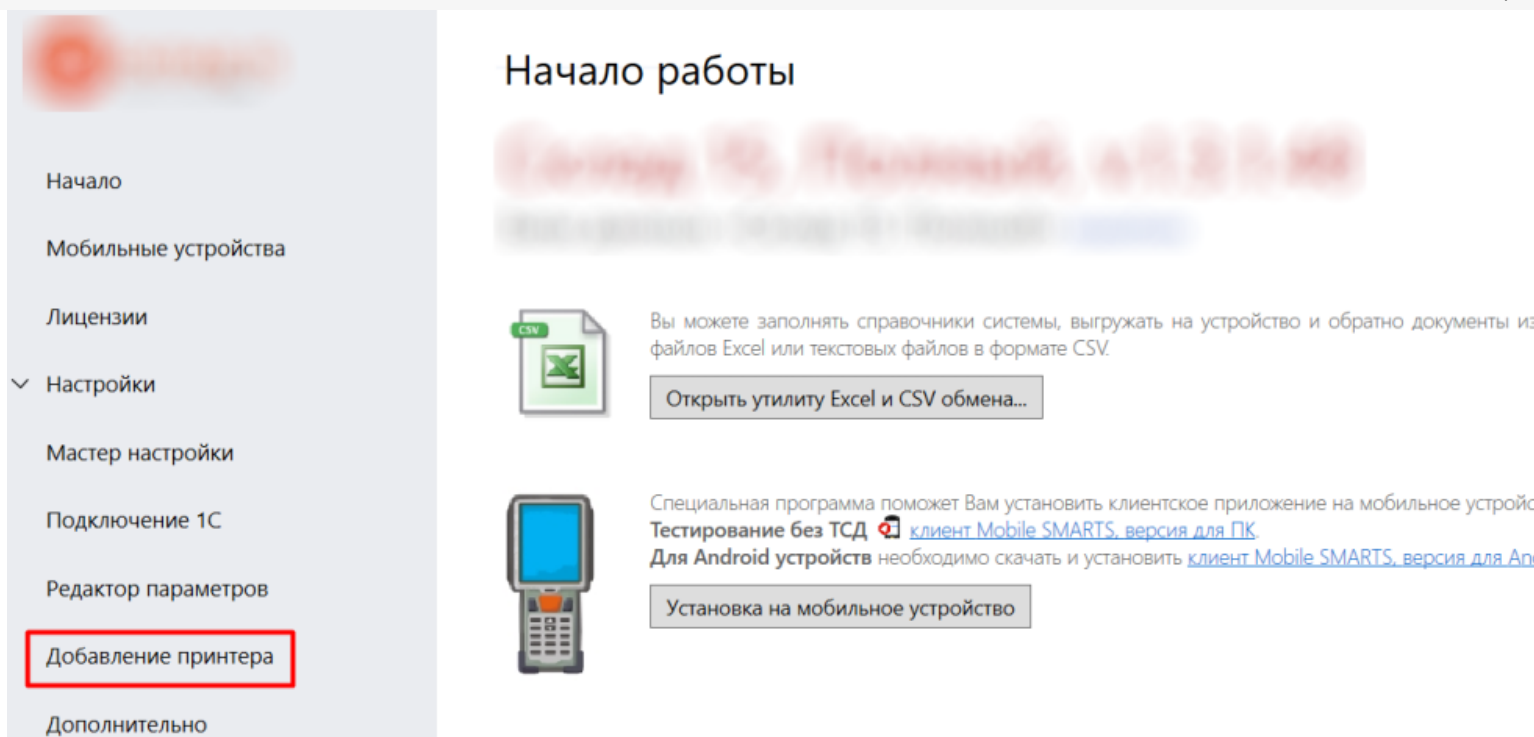 Начало
Мобильные устройства
Лицензии
Настройки
Мастер настройки
Подключение 1С
Редактор параметров
Добавление принтера
Дополнительно
Начало работы
CSV
Вы можете заполнять справочники системы, выгружать на устройство и обратно документы из
файлов Excel или текстовых файлов в формате CSV.
Открыть утилиту Excel и CSV обмена...
Специальная программа поможет Вам установить клиентское приложение на мобильное
Тестирование без ТСД клиент Mobile SMARTS, версия для ПК.
Для Android устройств необходимо скачать и установить клиент Mobile SMARTS, версия для
Установка на мобильное устройство